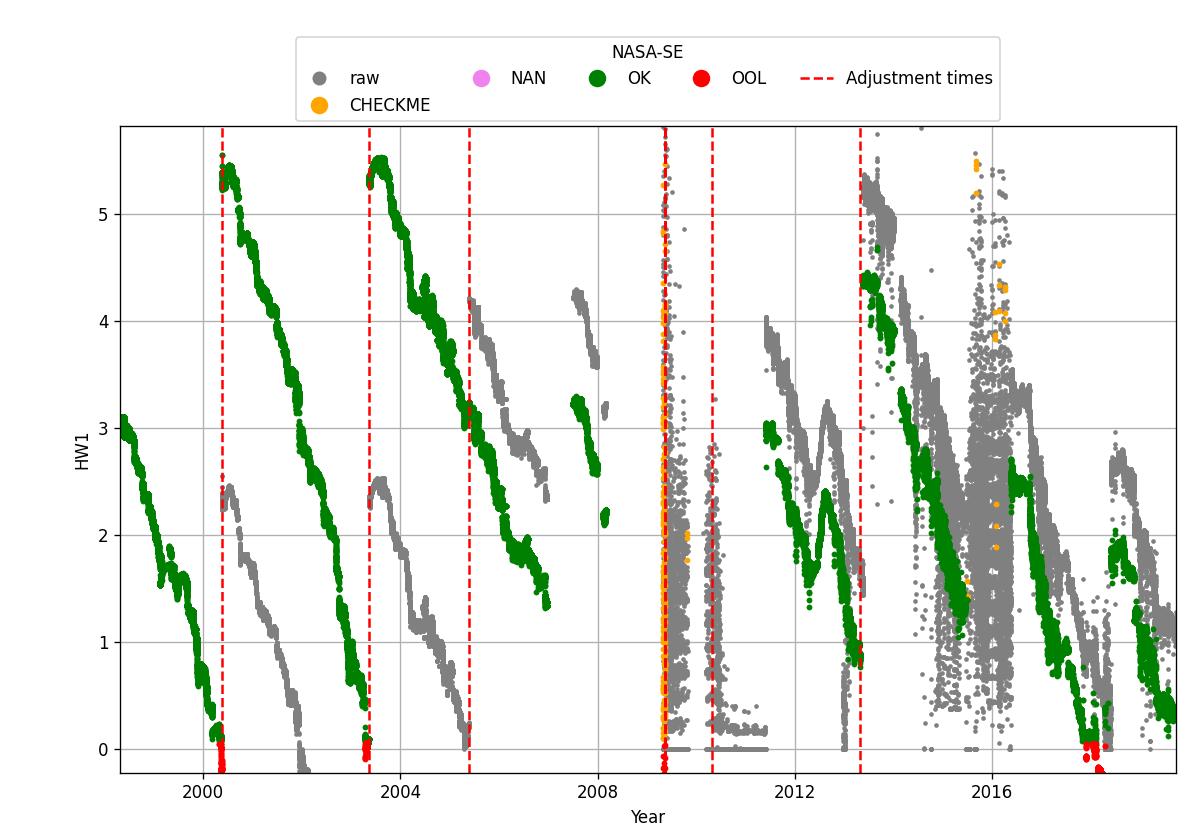 NASA-SE
raw NAN OK OOL Adjustment times
CHECKME
5
4
3
2
1
0
HW1
2000 2004 2008 2012 2016
Year